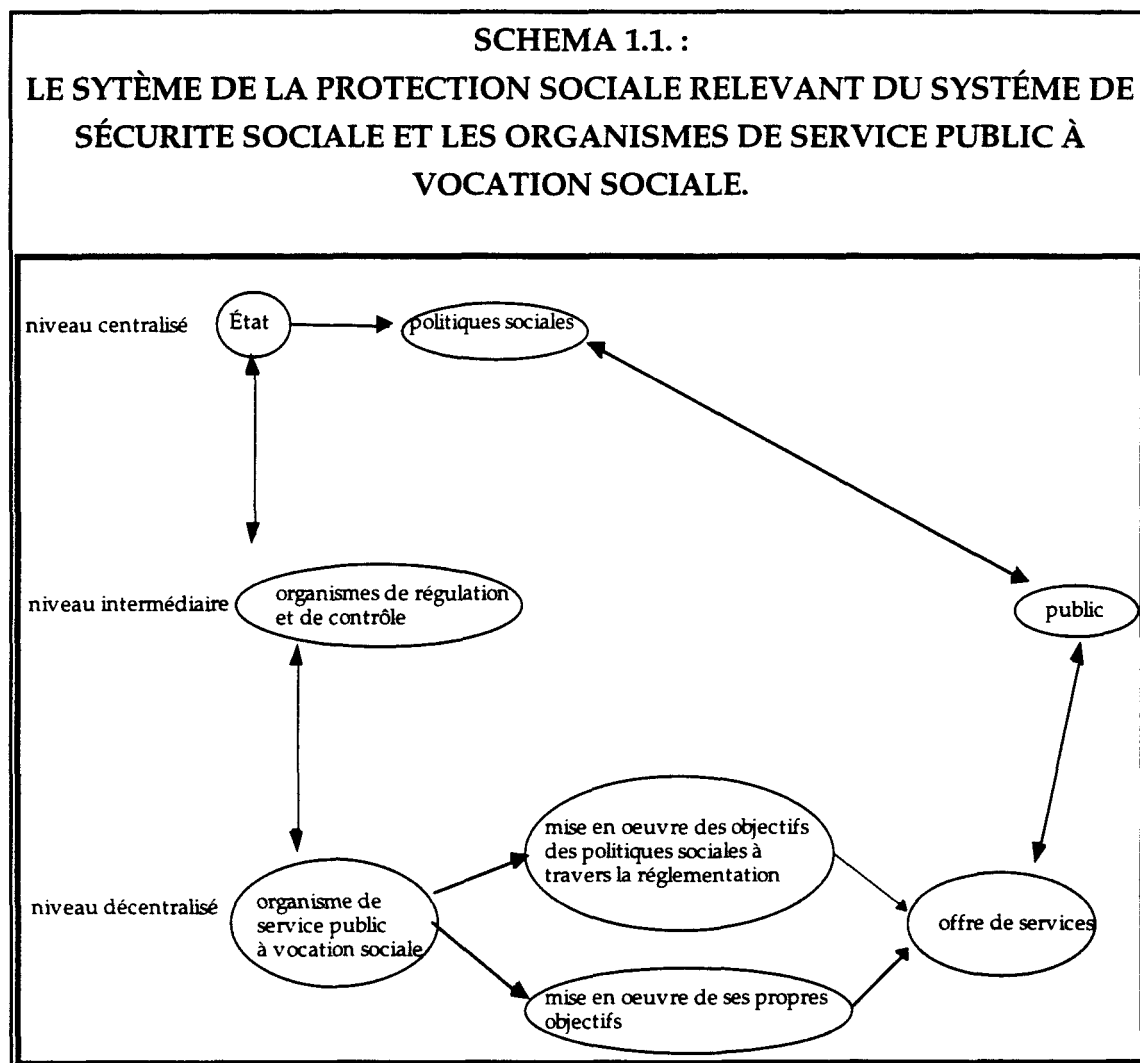 SCHEMA 1.1. :
LE SYTÈME DE LA PROTECTION SOCIALE RELEVANT DU SYSTÉME DE
SÉCURITE SOCIALE ET LES ORGANISMES DE SERVICE PUBLIC À
VOCATION SOCIALE.
niveau centralisé
État
politiques sociales
niveau intermédiaire
organismes de régulation
et de contrôle
public
niveau décentralisé
organisme de
service public
à vocation sociale
mise en oeuvre des objectifs
des politiques sociales à
travers la réglementation
mise en oeuvre de ses propres
objectifs
offre de services